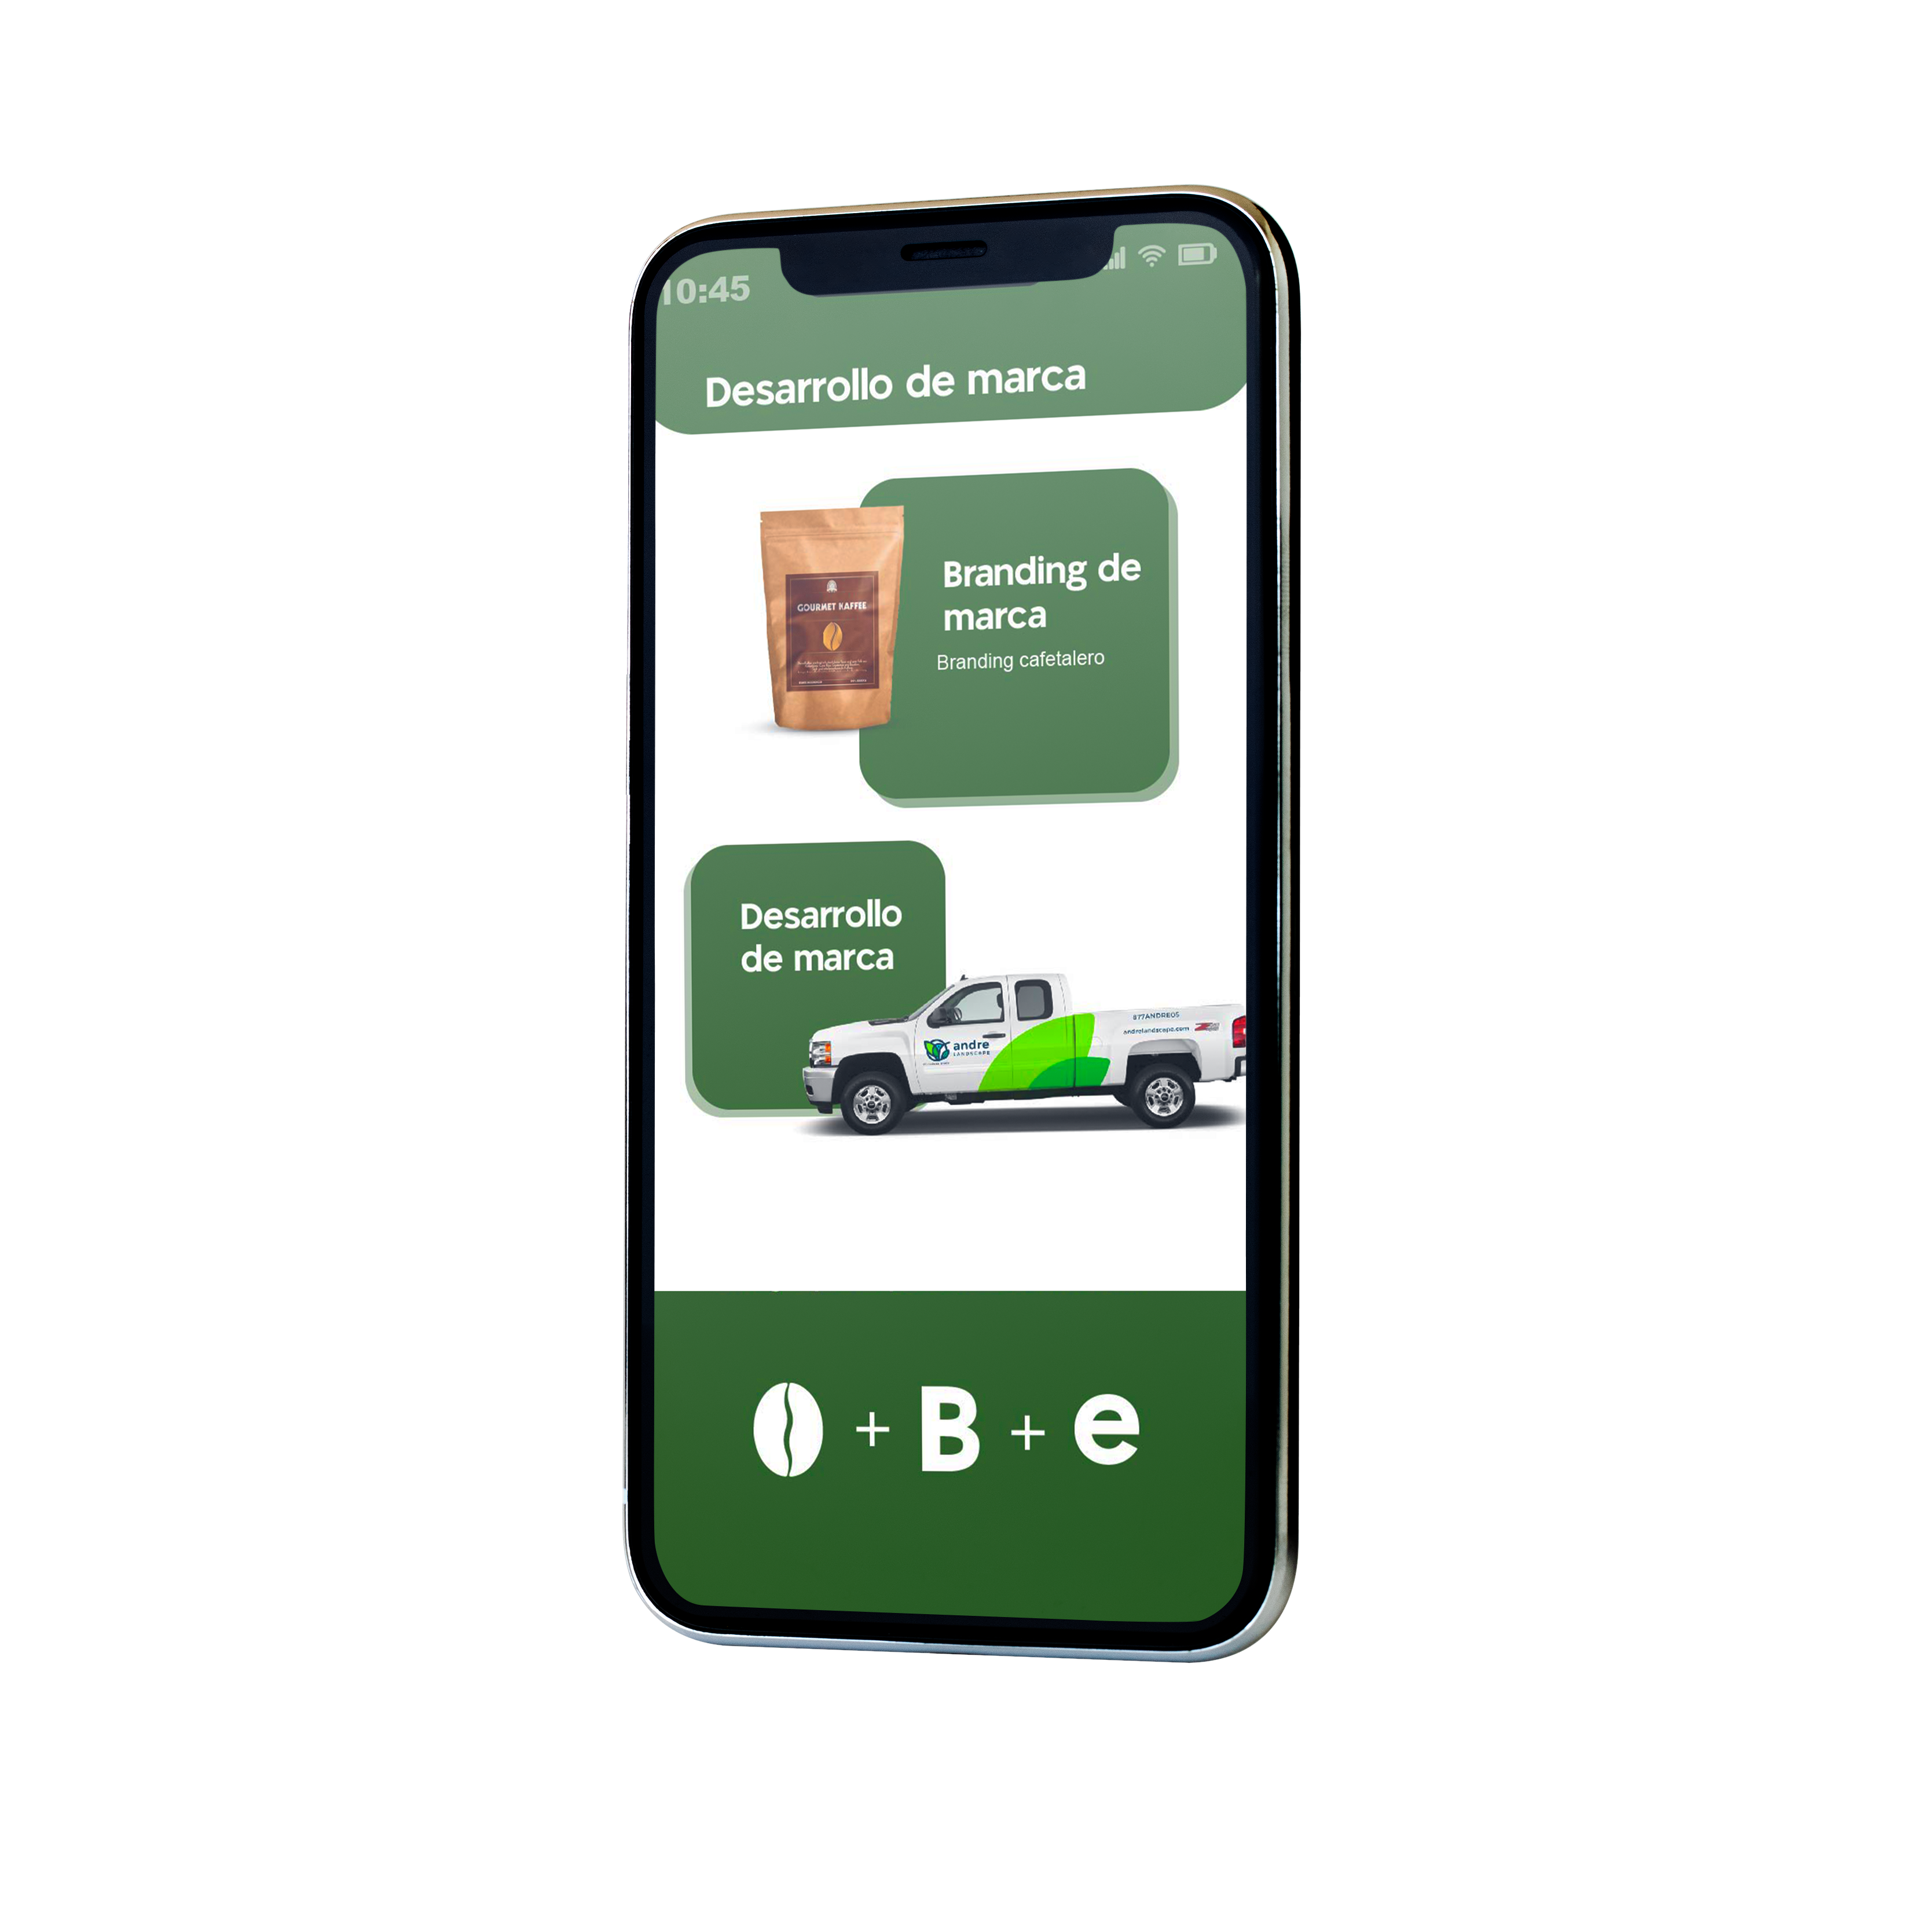 10:45
Desarrollo de marca
GOURMET KAFFEE
Branding de
marca
Branding cafetalero
Desarrollo
de marca
877ANDRE05
andrelandscape.com
andre
LANDSCAPE
+ B + e